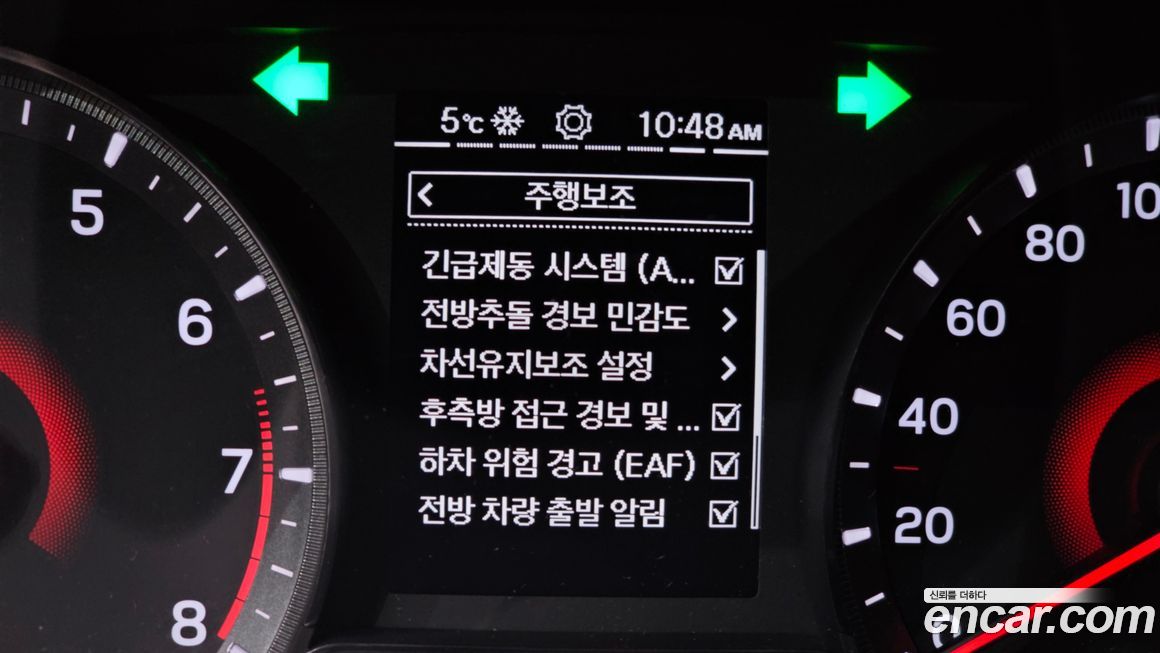 5℃ 10:48 AM
주행보조
긴급제동 시스템 (A...
전방추돌 경보 민감도
차선유지보조 설정
후측방 접근 경보 및 ...
하차 위험 경고 (EAF)
전방 차량 출발 알림
5
6
7
8
20
40
60
80
신뢰를 더하다
encar.com